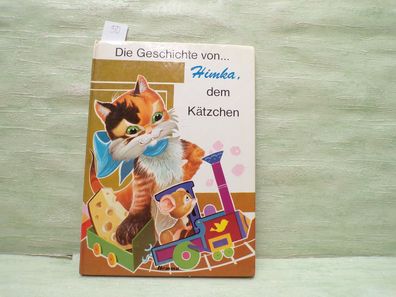 Die Geschichte von...
Himka,
dem
Kätzchen